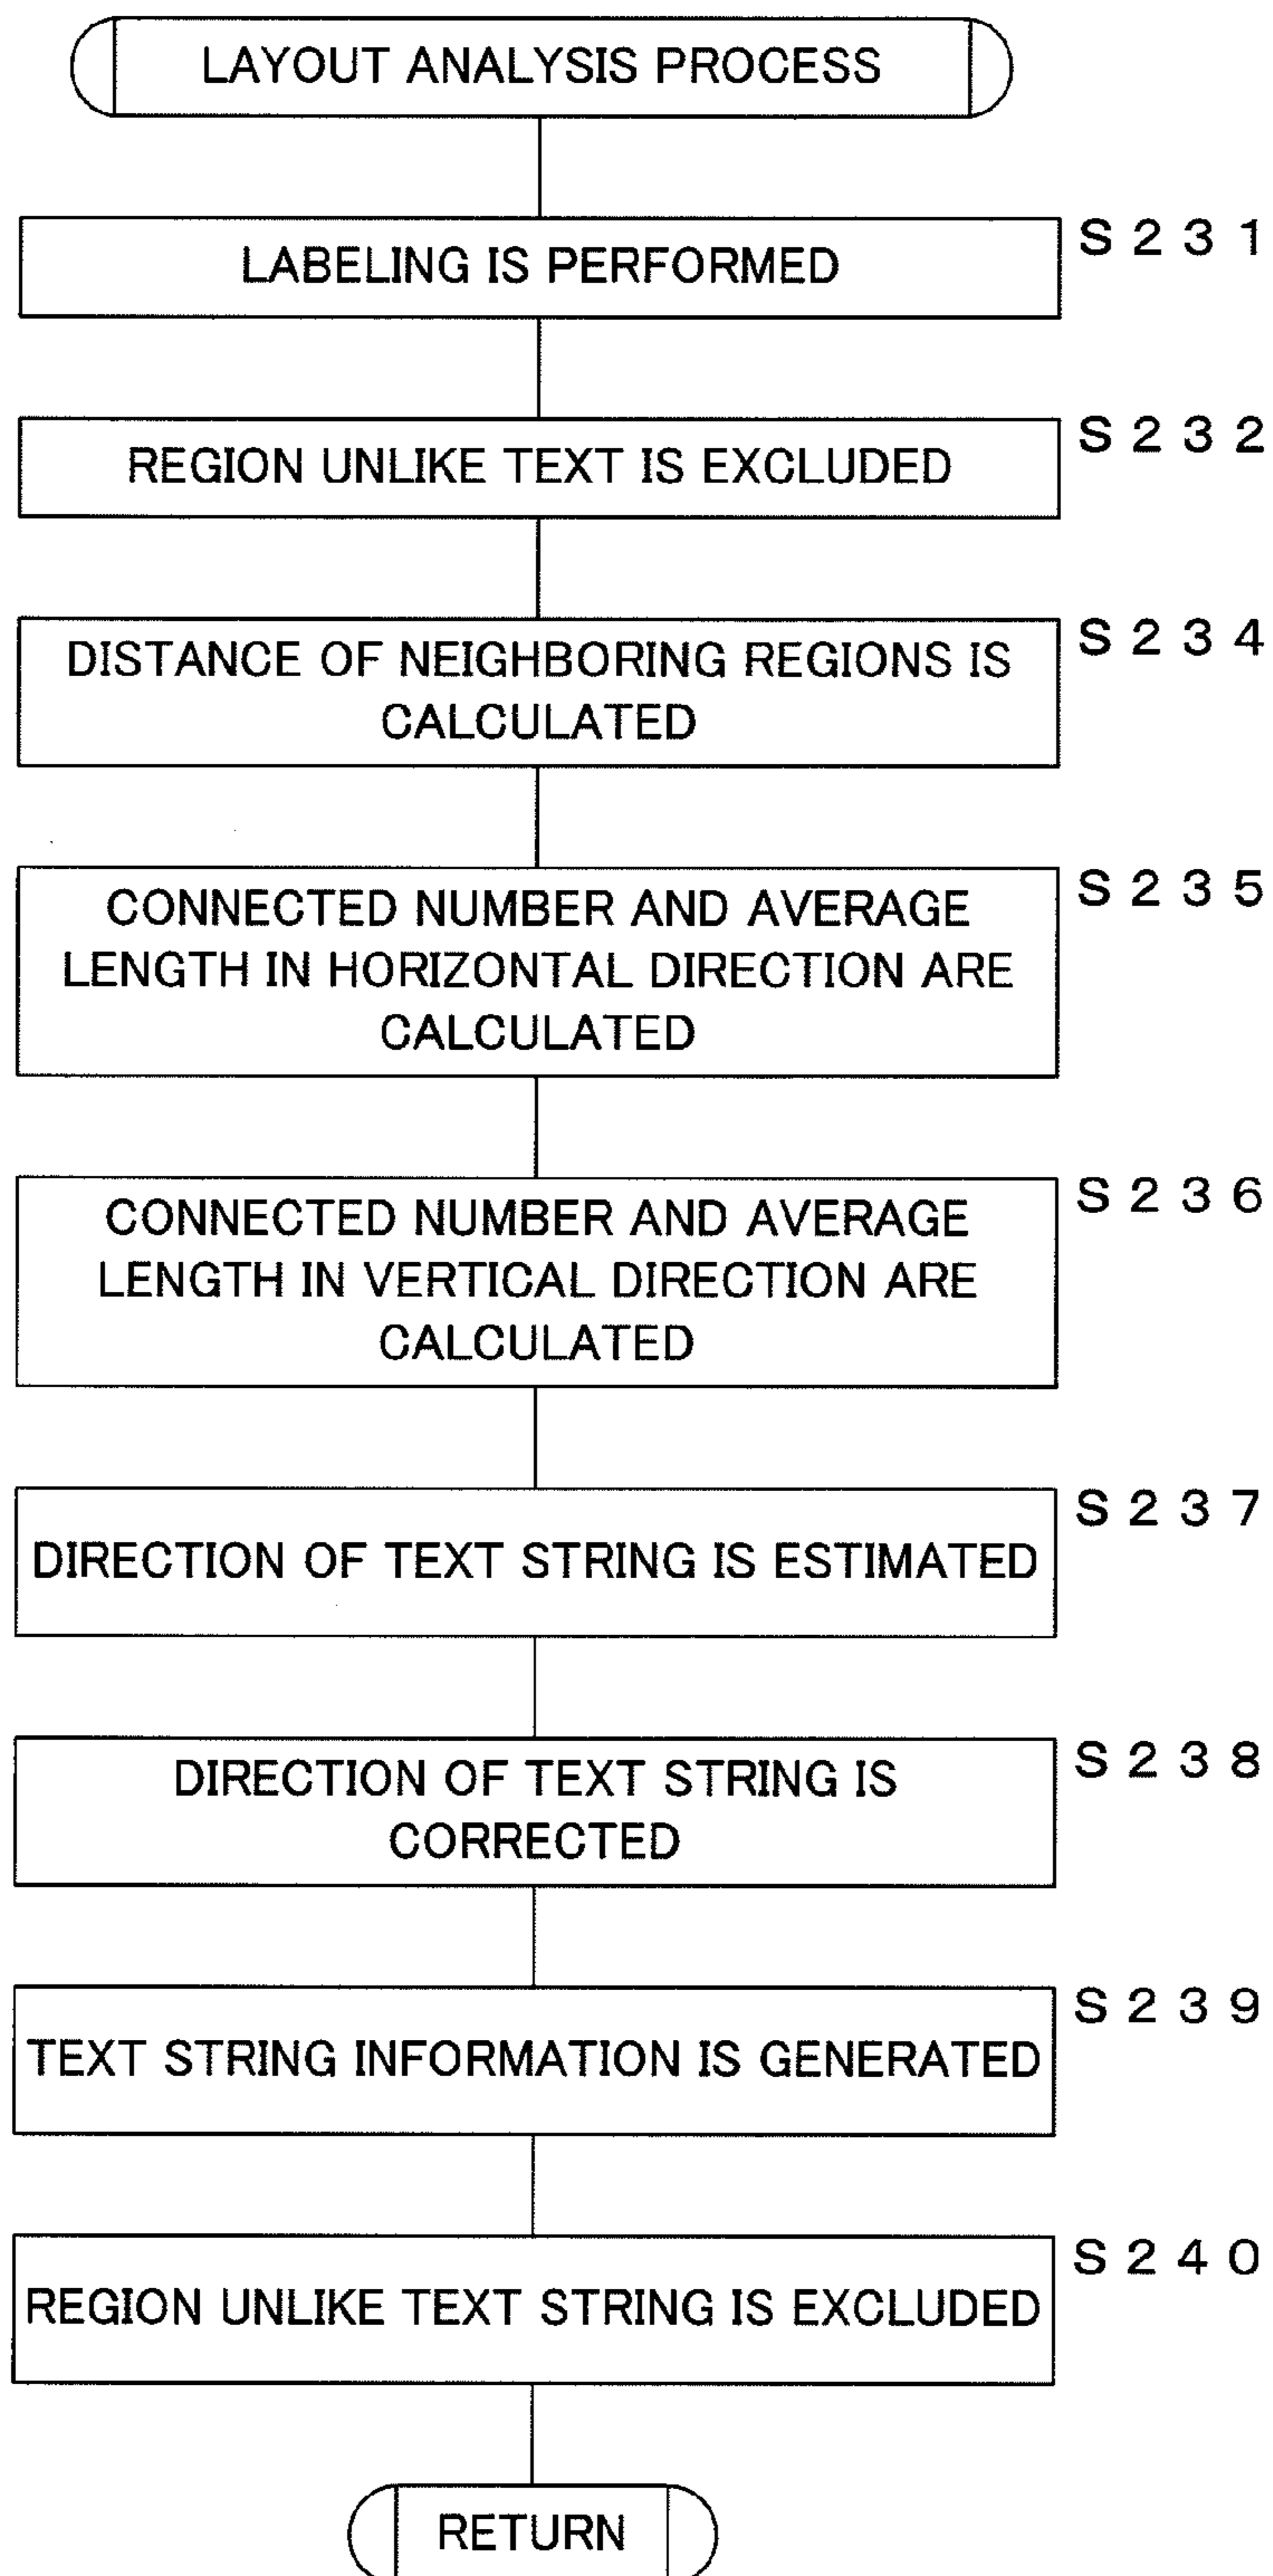 LAYOUT ANALYSIS PROCESS
S231
LABELING IS PERFORMED
S232
REGION UNLIKE TEXT IS EXCLUDED
S234
DISTANCE OF NEIGHBORING REGIONS IS
CALCULATED
S235
CONNECTED NUMBER AND AVERAGE
LENGTH IN HORIZONTAL DIRECTION ARE
CALCULATED
S236
CONNECTED NUMBER AND AVERAGE
LENGTH IN VERTICAL DIRECTION ARE
CALCULATED
S237
DIRECTION OF TEXT STRING IS ESTIMATED
S238
DIRECTION OF TEXT STRING IS
CORRECTED
S239
TEXT STRING INFORMATION IS GENERATED
S240
REGION UNLIKE TEXT STRING IS EXCLUDED
RETURN